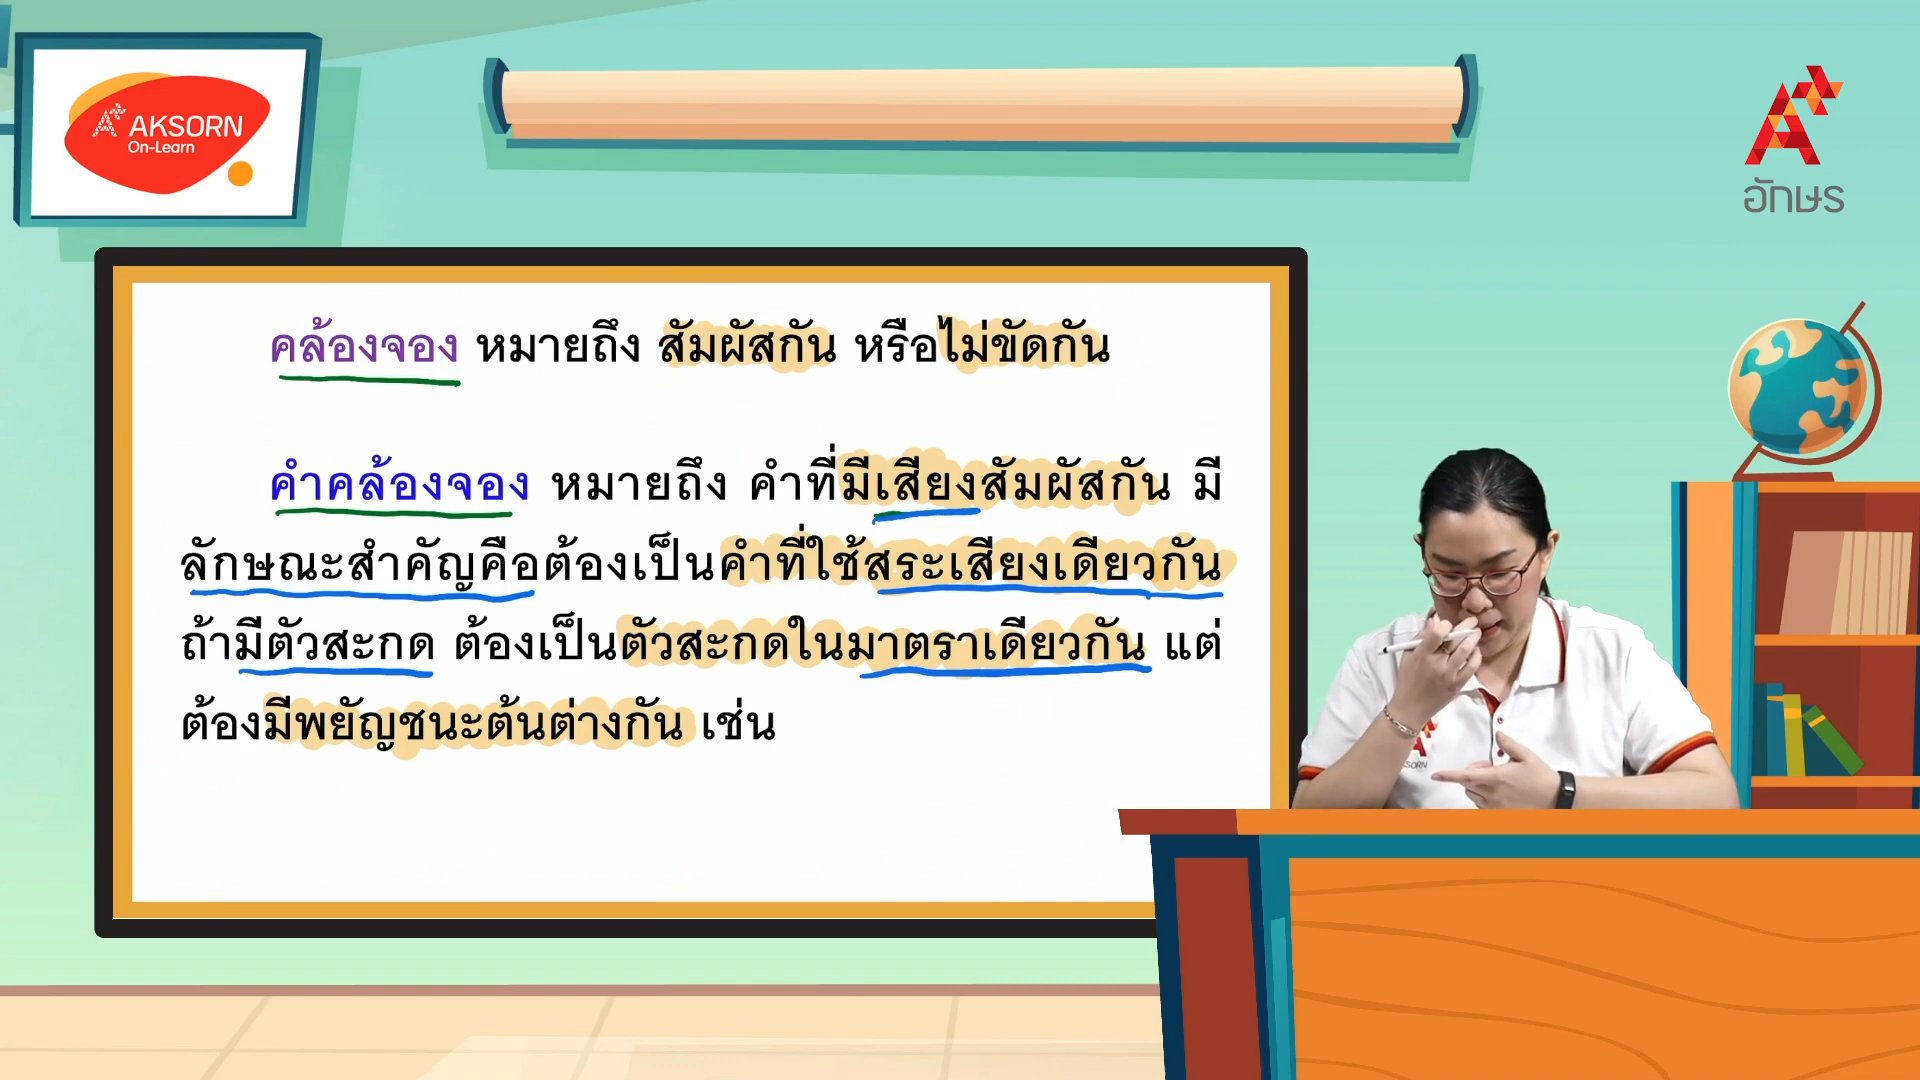 AKSORN
On-Learn
อักษร
คล้องจอง หมายถึง สัมผัสกัน หรือไม่ขัดกัน
คำคล้องจอง หมายถึง คำที่มีเสียงสัมผัสกัน มี
ลักษณะสำคัญคือต้องเป็นคำที่ใช้สระเสียงเดียวกัน
ถ้ามีตัวสะกด ต้องเป็นตัวสะกดในมาตราเดียวกัน แต่
ต้องมีพยัญชนะต้นต่างกัน เช่น